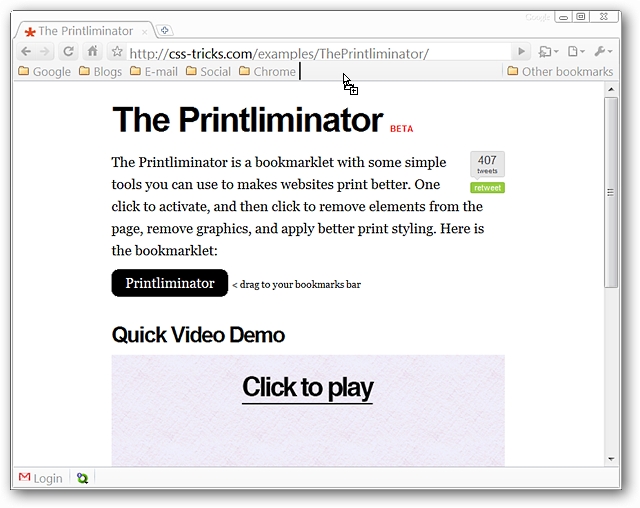 Google
The Printliminator
http://css-tricks.com/examples/ThePrintliminator/
Google Blogs E-mail Social Chrome Other bookmarks
The Printliminator BETA
407
tweets
retweet
The Printliminator is a bookmarklet with some simple
tools you can use to makes websites print better. One
click to activate, and then click to remove elements from the
page, remove graphics, and apply better print styling. Here is
the bookmarklet:
Printliminator < drag to your bookmarks bar
Quick Video Demo
Click to play
Login